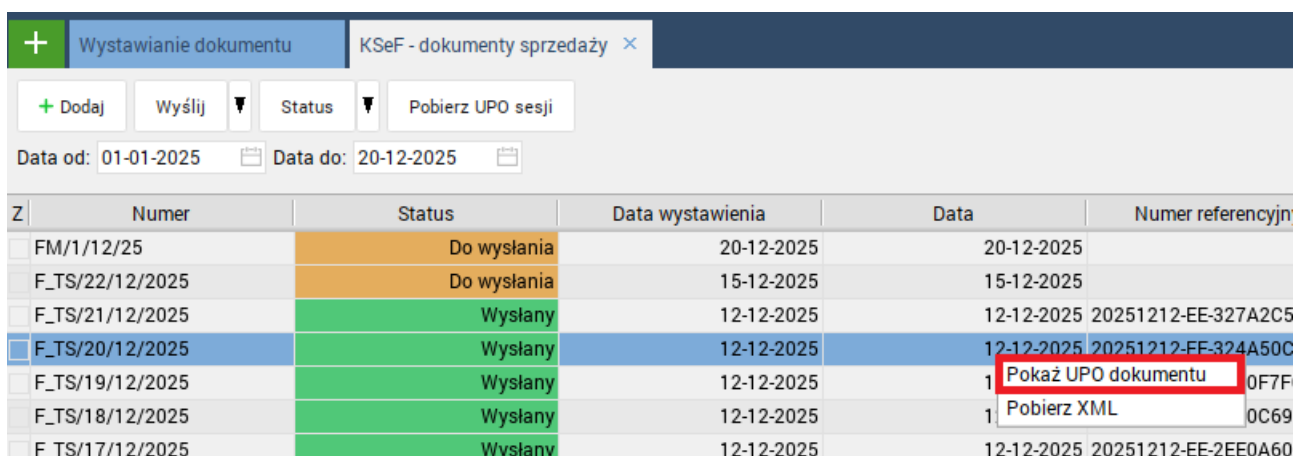 + Wystawianie dokumentu KSeF - dokumenty sprzedaży ×
+ Dodaj Wyślij Status Pobierz UPO sesji
Data od: 01-01-2025 Data do: 20-12-2025
Z Numer Status Data wystawienia Data Numer referencyjn
FM/1/12/25 Do wysłania 20-12-2025 20-12-2025
F_TS/22/12/2025 Do wysłania 15-12-2025 15-12-2025
F_TS/21/12/2025 Wysłany 12-12-2025 12-12-2025 20251212-EE-327A2C5
F_TS/20/12/2025 Wysłany 12-12-2025 12-12-2025 20251212-EE-324A50C
Pokaż UPO dokumentu
F_TS/19/12/2025 Wysłany 12-12-2025 1 0F7F
Pobierz XML
F_TS/18/12/2025 Wysłany 12-12-2025 1 0C69
F_TS/17/12/2025 Wysłany 12-12-2025 12-12-2025 20251212-EE-2EE0A60